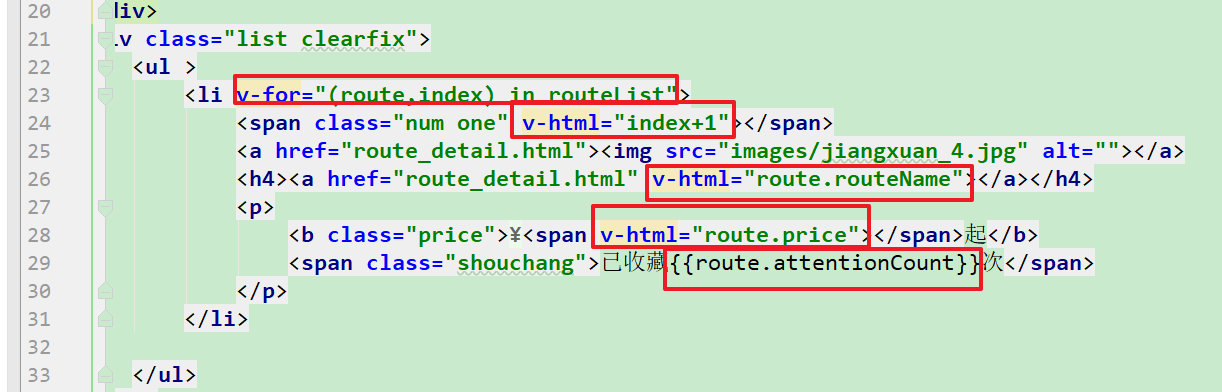 20 div>
21 iv class="list clearfix">
22 <ul >
23 <li v-for="(route,index) in routeList">
24 <span class="num one" v-html="index+1"></span>
25 <a href="route_detail.html"><img src="images/jiangxuan_4.jpg" alt=""></a>
26 <h4><a href="route_detail.html" v-html="route.routeName"></a></h4>
27 <p>
28 <b class="price">¥<span v-html="route.price"></span>起</b>
29 <span class="shouchang">已收藏{{route.attentionCount}}次</span>
30 </p>
31 </li>
32
33 </ul>